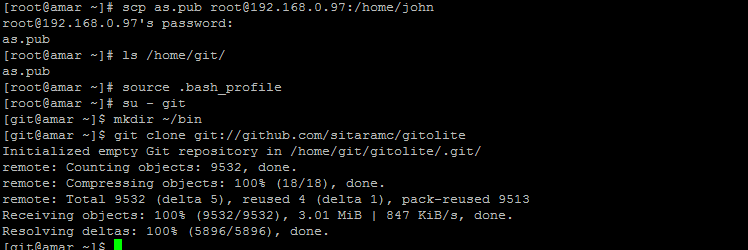 [root@amar ~]# scp as.pub root@192.168.0.97:/home/john
root@192.168.0.97's password:
as.pub
[root@amar ~]# ls /home/git/
as.pub
[root@amar ~]# source .bash_profile
[root@amar ~]# su - git
[git@amar ~]$ mkdir ~/bin
[git@amar ~]$ git clone git://github.com/sitaramc/gitolite
Initialized empty Git repository in /home/git/gitolite/.git/
remote: Counting objects: 9532, done.
remote: Compressing objects: 100% (18/18), done.
remote: Total 9532 (delta 5), reused 4 (delta 1), pack-reused 9513
Receiving objects: 100% (9532/9532), 3.01 MiB | 847 KiB/s, done.
Resolving deltas: 100% (5896/5896), done.
[git@amar ~]$